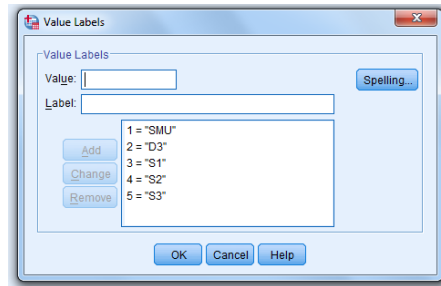 Value Labels
Value Labels
Value:
Spelling...
Label:
Add
Change
Remove
1 = "SMU"
2 = "D3"
3 = "S1"
4 = "S2"
5 = "S3"
OK Cancel Help